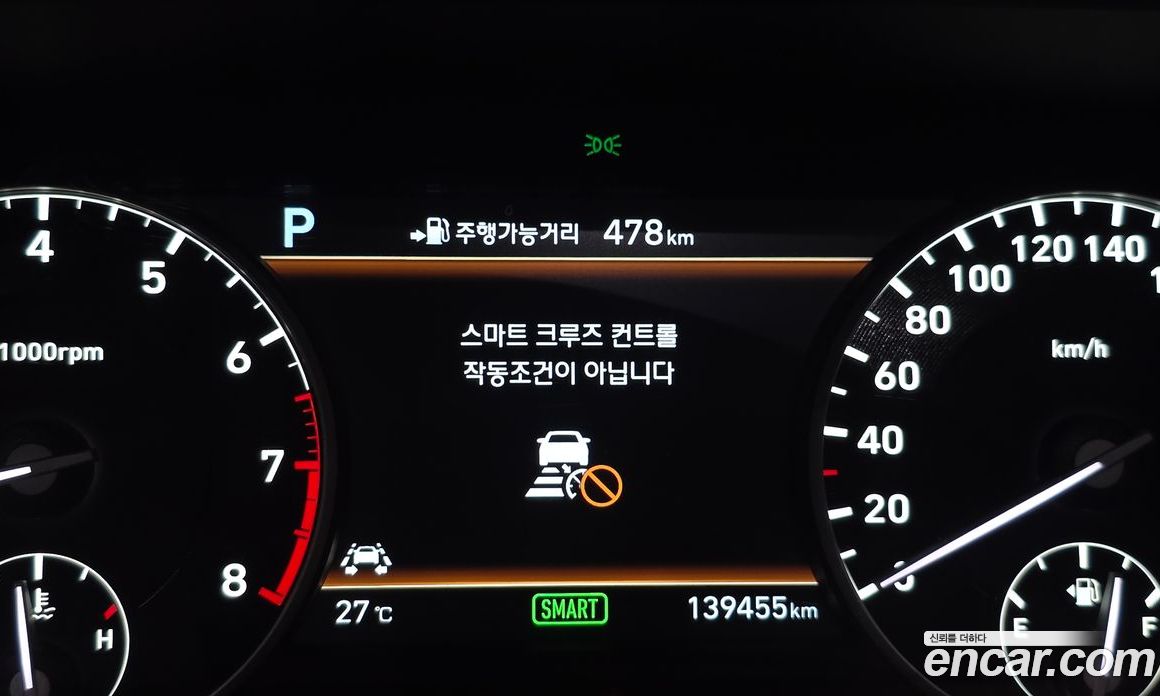 P
주행가능거리 478km
4
5
6
7
8
1000rpm
H
스마트 크루즈 컨트롤
작동조건이 아닙니다
27℃
SMART
139455km
0
20
40
60
80
100
120
140
km/h
E
F
신뢰를 더하다
encar.com